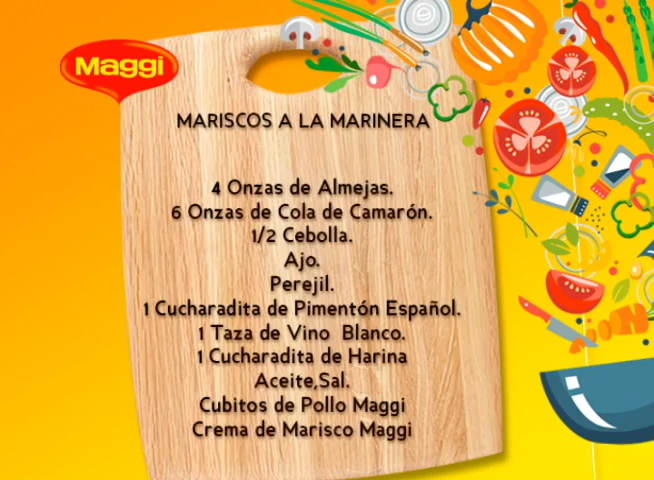 Maggi
MARISCOS A LA MARINERA
4 Onzas de Almejas.
6 Onzas de Cola de Camarón.
1/2 Cebolla.
Ajo.
Perejil.
1 Cucharadita de Pimentón Español.
1 Taza de Vino  Blanco.
1 Cucharadita de Harina
Aceite,Sal.
Cubitos de Pollo Maggi
Crema de Marisco Maggi